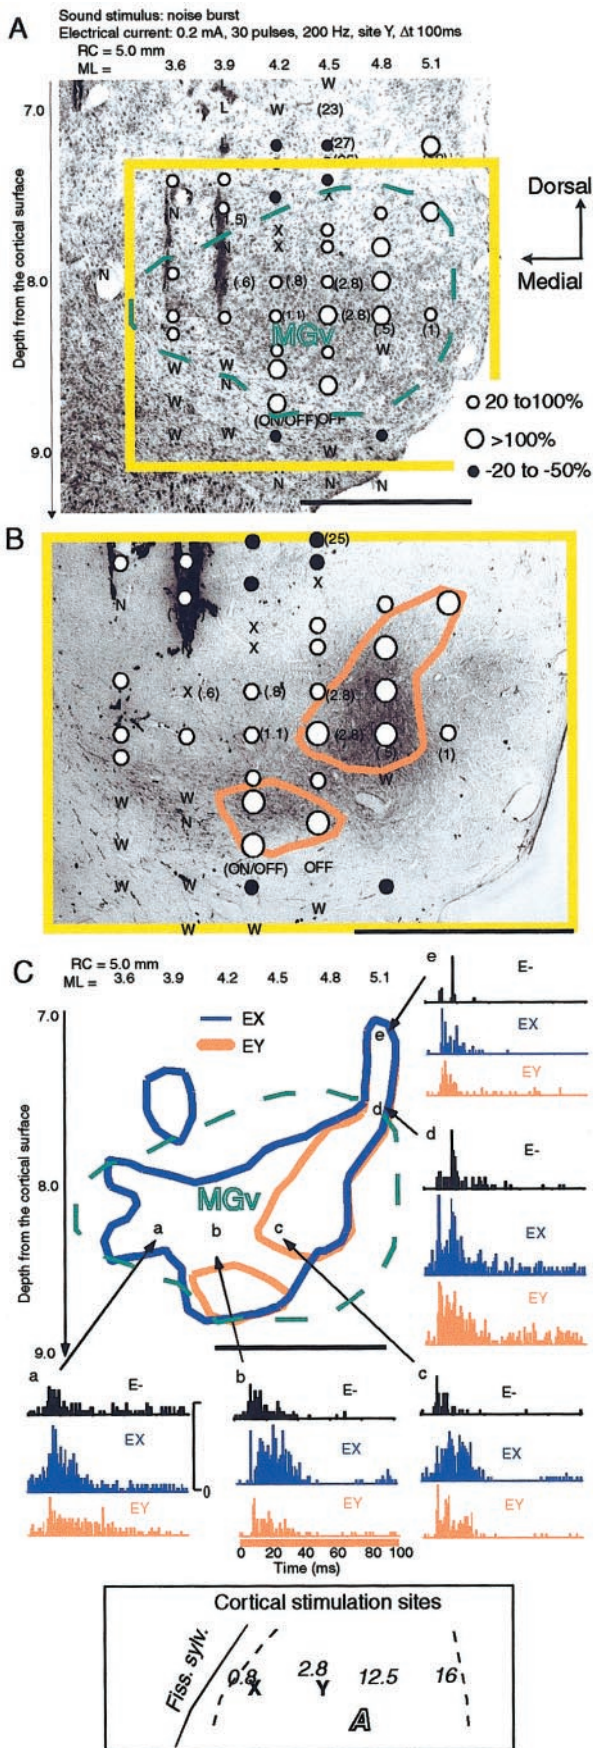 A
Sound stimulus: noise burst
Electrical current: 0.2 mA, 30 pulses, 200 Hz, site Y, Δt 100ms
RC = 5.0 mm
ML = 3.6 3.9 4.2 4.5 4.8 5.1
W
7.0 L W (23)
(27)
Depth from the cortical surface
Dorsal
Medial
N X
X
N X
N (.6) (.8) (2.8)
8.0
(1.1) (2.8) (.5) (1)
MGv
W
W W
N
W
20 to100%
(ON/OFF) OFF
>100%
W W
W
-20 to -50%
9.0
N N N
B
(25)
X
N
X
N X
X (.6) (.8) (2.8)
L
(1.1) (2.8) (.5) (1)
W
W W
W N
(ON/OFF) OFF
W W
W
W W
C
RC = 5.0 mm
ML = 3.6 3.9 4.2 4.5 4.8 5.1
7.0
EX
EY
e
d
8.0
MGv
a b c
Depth from the cortical surface
9.0
e
E-
EX
EY
d
E-
EX
EY
a
E-
EX
EY
0
b
E-
EX
EY
c
E-
EX
EY
0 20 40 60 80 100
Time (ms)
Cortical stimulation sites
Fiss. sylv.
0.8 2.8 12.5 16
X Y
A